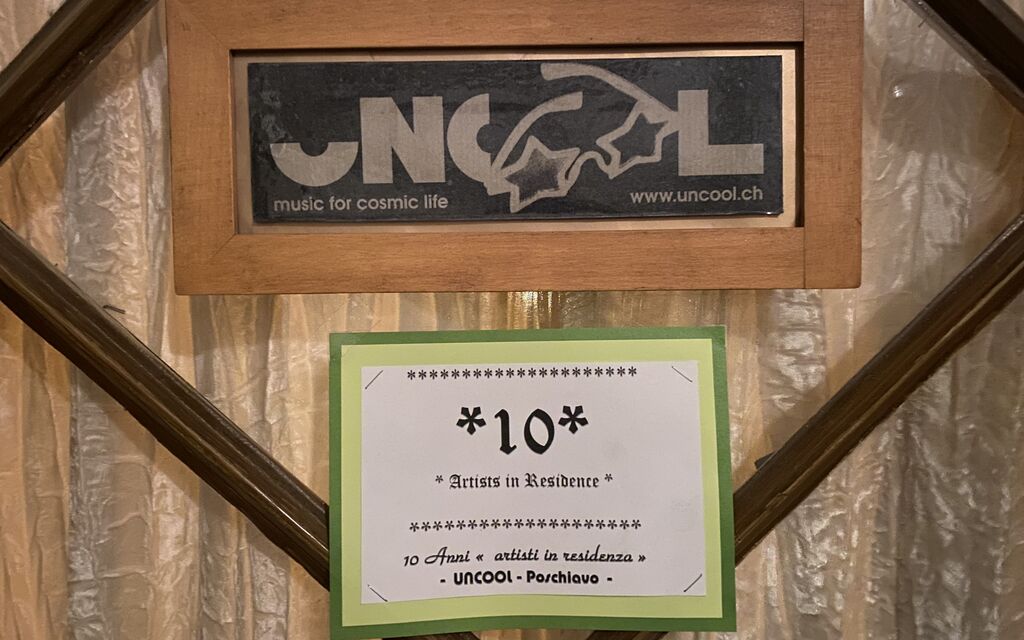 UNCOOL
music for cosmic life
www.uncool.ch
*******************
*10*
* Artists in Residence *
********************
10 Anni « artisti in residenza »
- UNCOOL - Poschiavo -